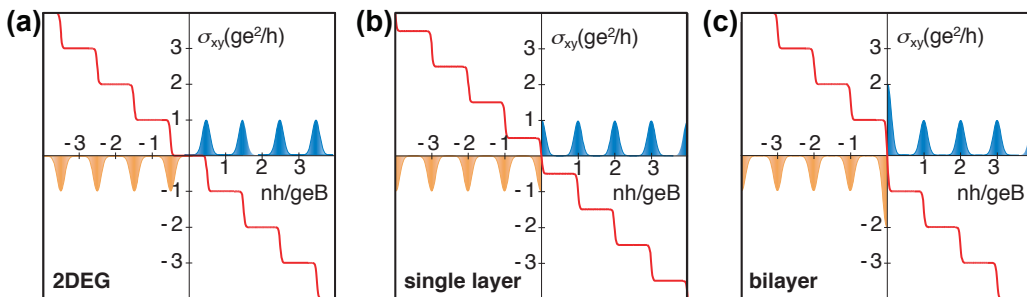 (a)
σxy(ge²/h)
3
2
1
-3 -2 -1
1 2 3
nh/geB
-1
-2
-3
2DEG
(b)
σxy(ge²/h)
3
2
1
-3 -2 -1
1 2 3
nh/geB
-1
-2
-3
single layer
(c)
σxy(ge²/h)
3
2
1
-3 -2 -1
1 2 3
nh/geB
-1
-2
-3
bilayer